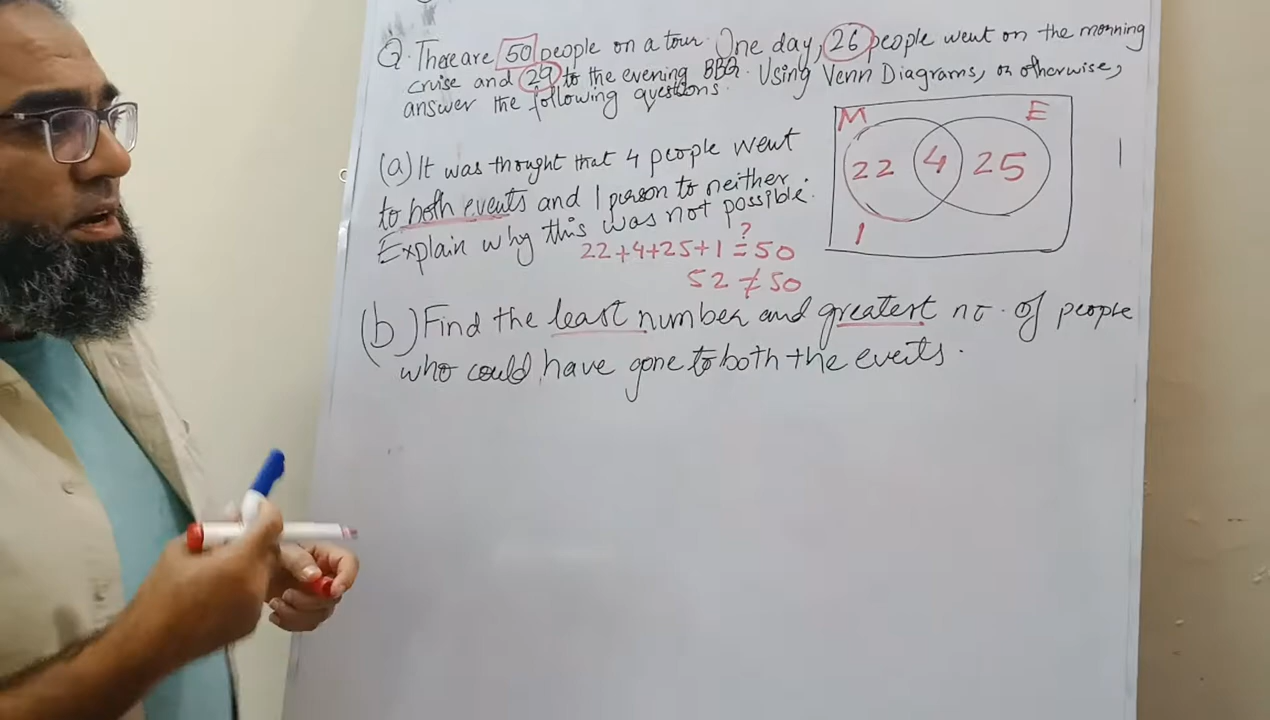 Q. There are 50 people on a tour. One day, 26 people went on the morning
cruise and 29 to the evening BBQ. Using Venn Diagrams, or otherwise,
answer the following questions.
(a) It was thought that 4 people went
to both events and 1 person to neither.
Explain why this was not possible.
22+4+25+1 ?= 50
52 ≠ 50
M E
22 4 25
1
1
(b) Find the least number and greatest no. of people
who could have gone to both the events.